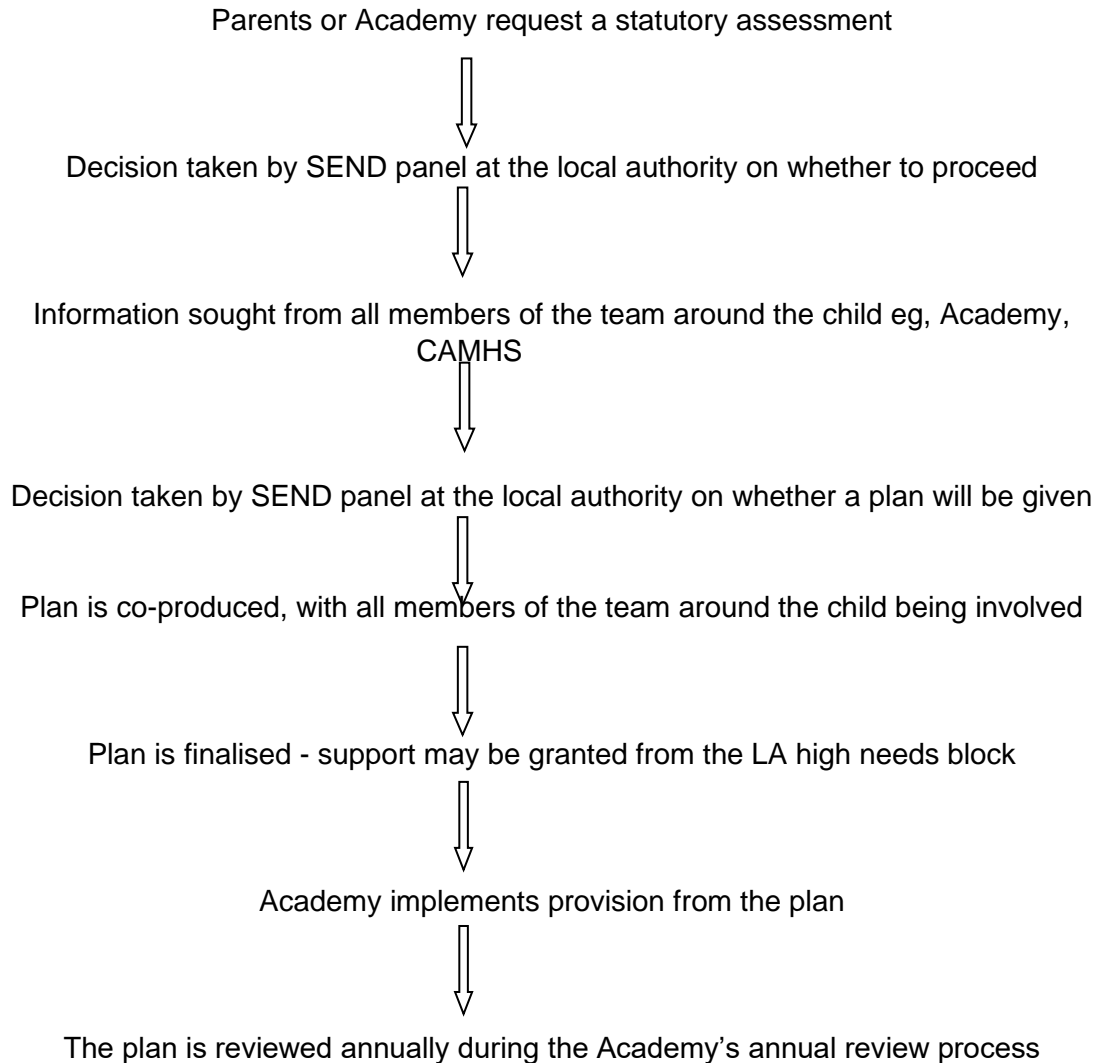 Parents or Academy request a statutory assessment
Decision taken by SEND panel at the local authority on whether to proceed
Information sought from all members of the team around the child eg, Academy,
CAMHS
Decision taken by SEND panel at the local authority on whether a plan will be given
Plan is co-produced, with all members of the team around the child being involved
Plan is finalised - support may be granted from the LA high needs block
Academy implements provision from the plan
The plan is reviewed annually during the Academy’s annual review process